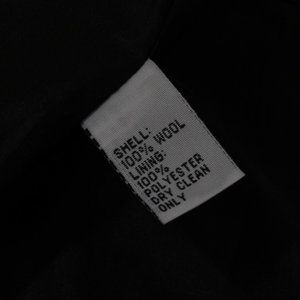 SHELL:
100% WOOL
LINING:
100%
POLYESTER
DRY CLEAN
ONLY